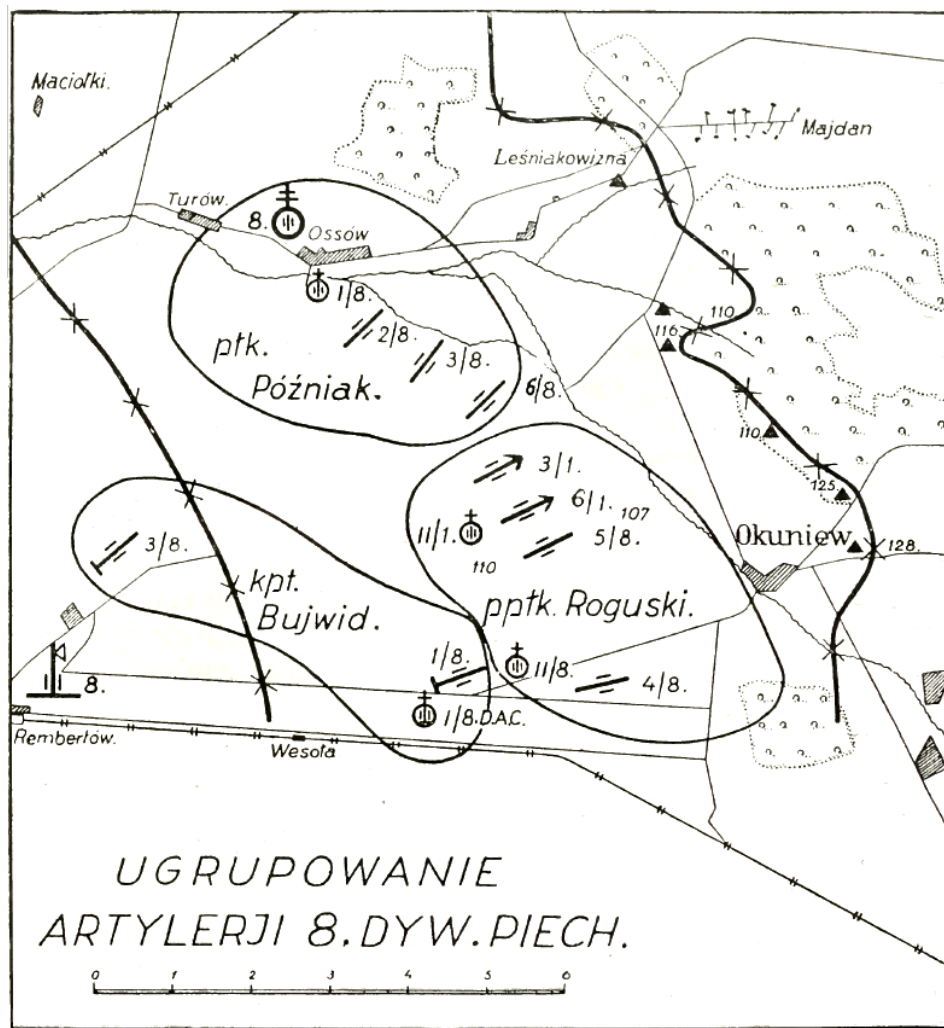 Maciołki.
Majdan
Leśniakowizna
Turów.
8.
Ossów
1/8.
110
2/8.
116
płk.
3/8.
Późniak.
6/8.
110
3/1.
6/1. 107
125
II/1.
5/8.
Okuniew
128.
3/8.
110
kpt.
Bujwid.
ppłk. Roguski.
1/8.
II/8.
4/8.
8.
1/8.D.A.C.
Rembertów.
Wesoła
UGRUPOWANIE
ARTYLERJI 8. DYW. PIECH.
0 1 2 3 4 5 6